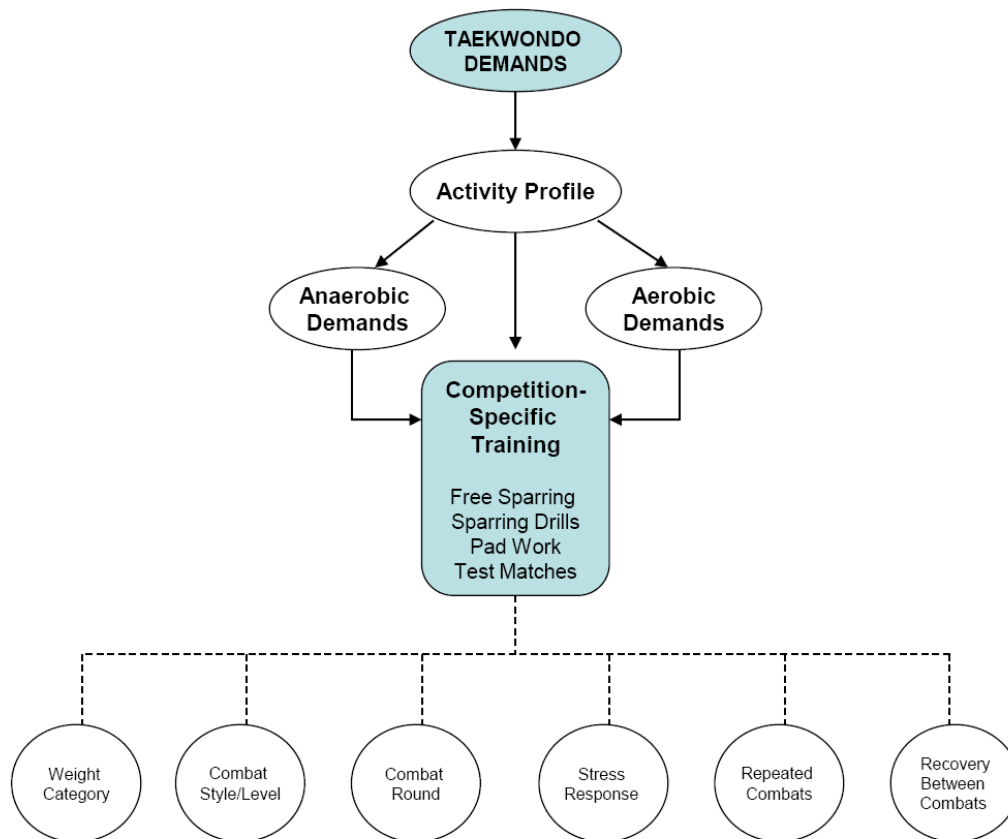 TAEKWONDO
DEMANDS
Activity Profile
Anaerobic
Demands
Aerobic
Demands
Competition-
Specific
Training
Free Sparring
Sparring Drills
Pad Work
Test Matches
Weight
Category
Combat
Style/Level
Combat
Round
Stress
Response
Repeated
Combats
Recovery
Between
Combats